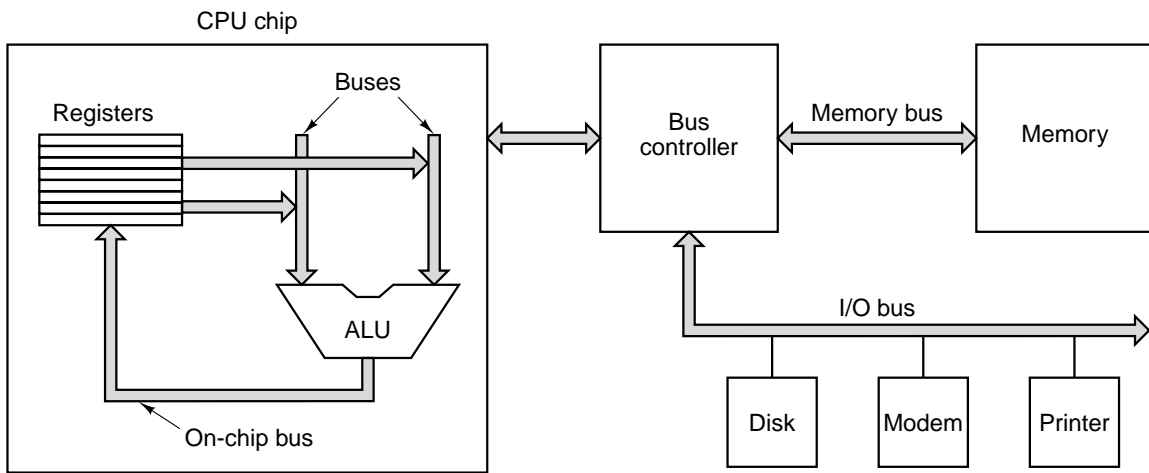 CPU chip
Buses
Registers
Bus
controller
Memory bus
Memory
ALU
I/O bus
On-chip bus
Disk
Modem
Printer